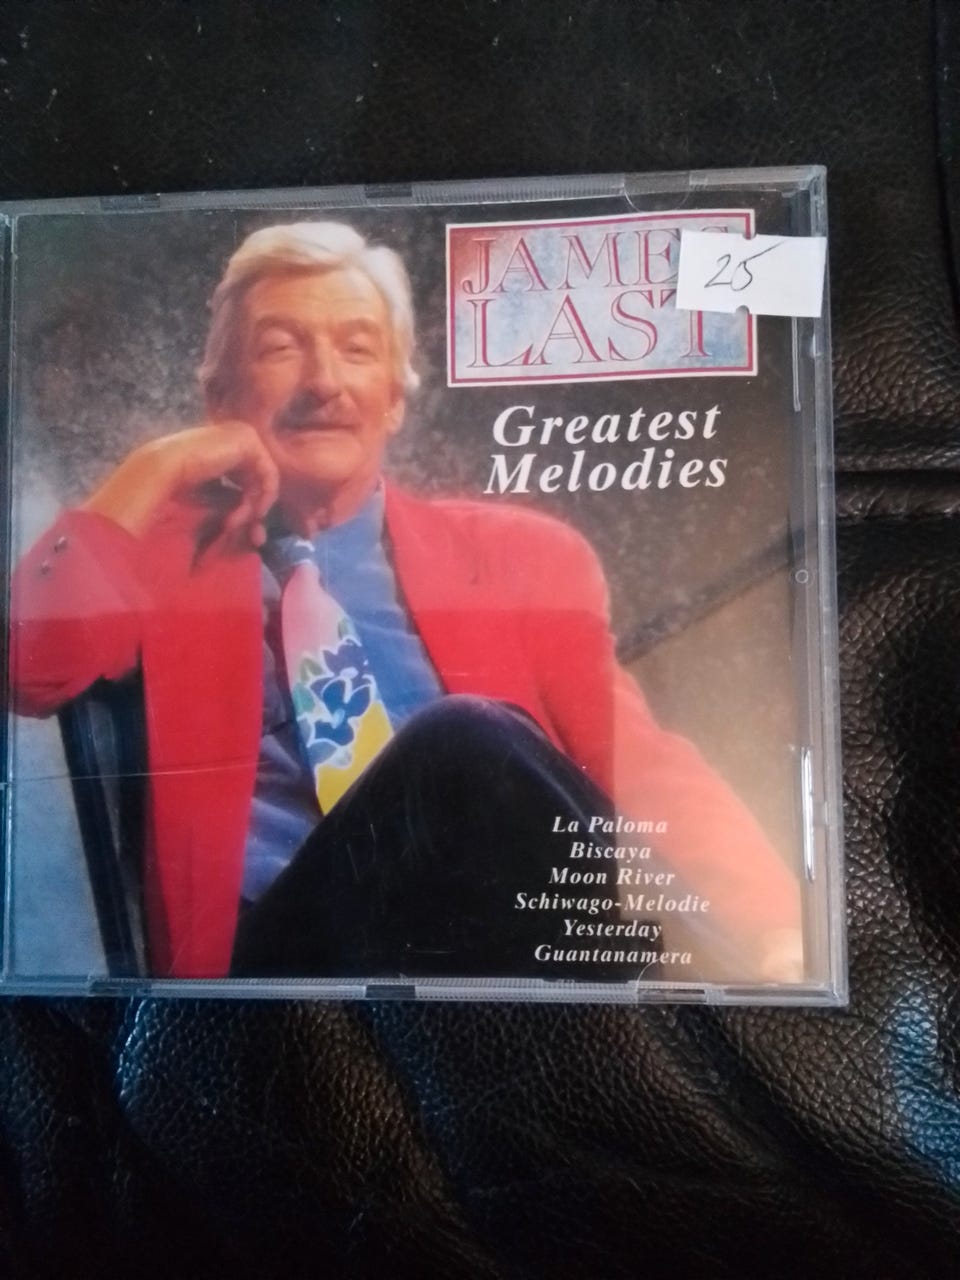 JAMES
25
LAST
Greatest
Melodies
La Paloma
Biscaya
Moon River
Schiwago-Melodie
Yesterday
Guantanamera